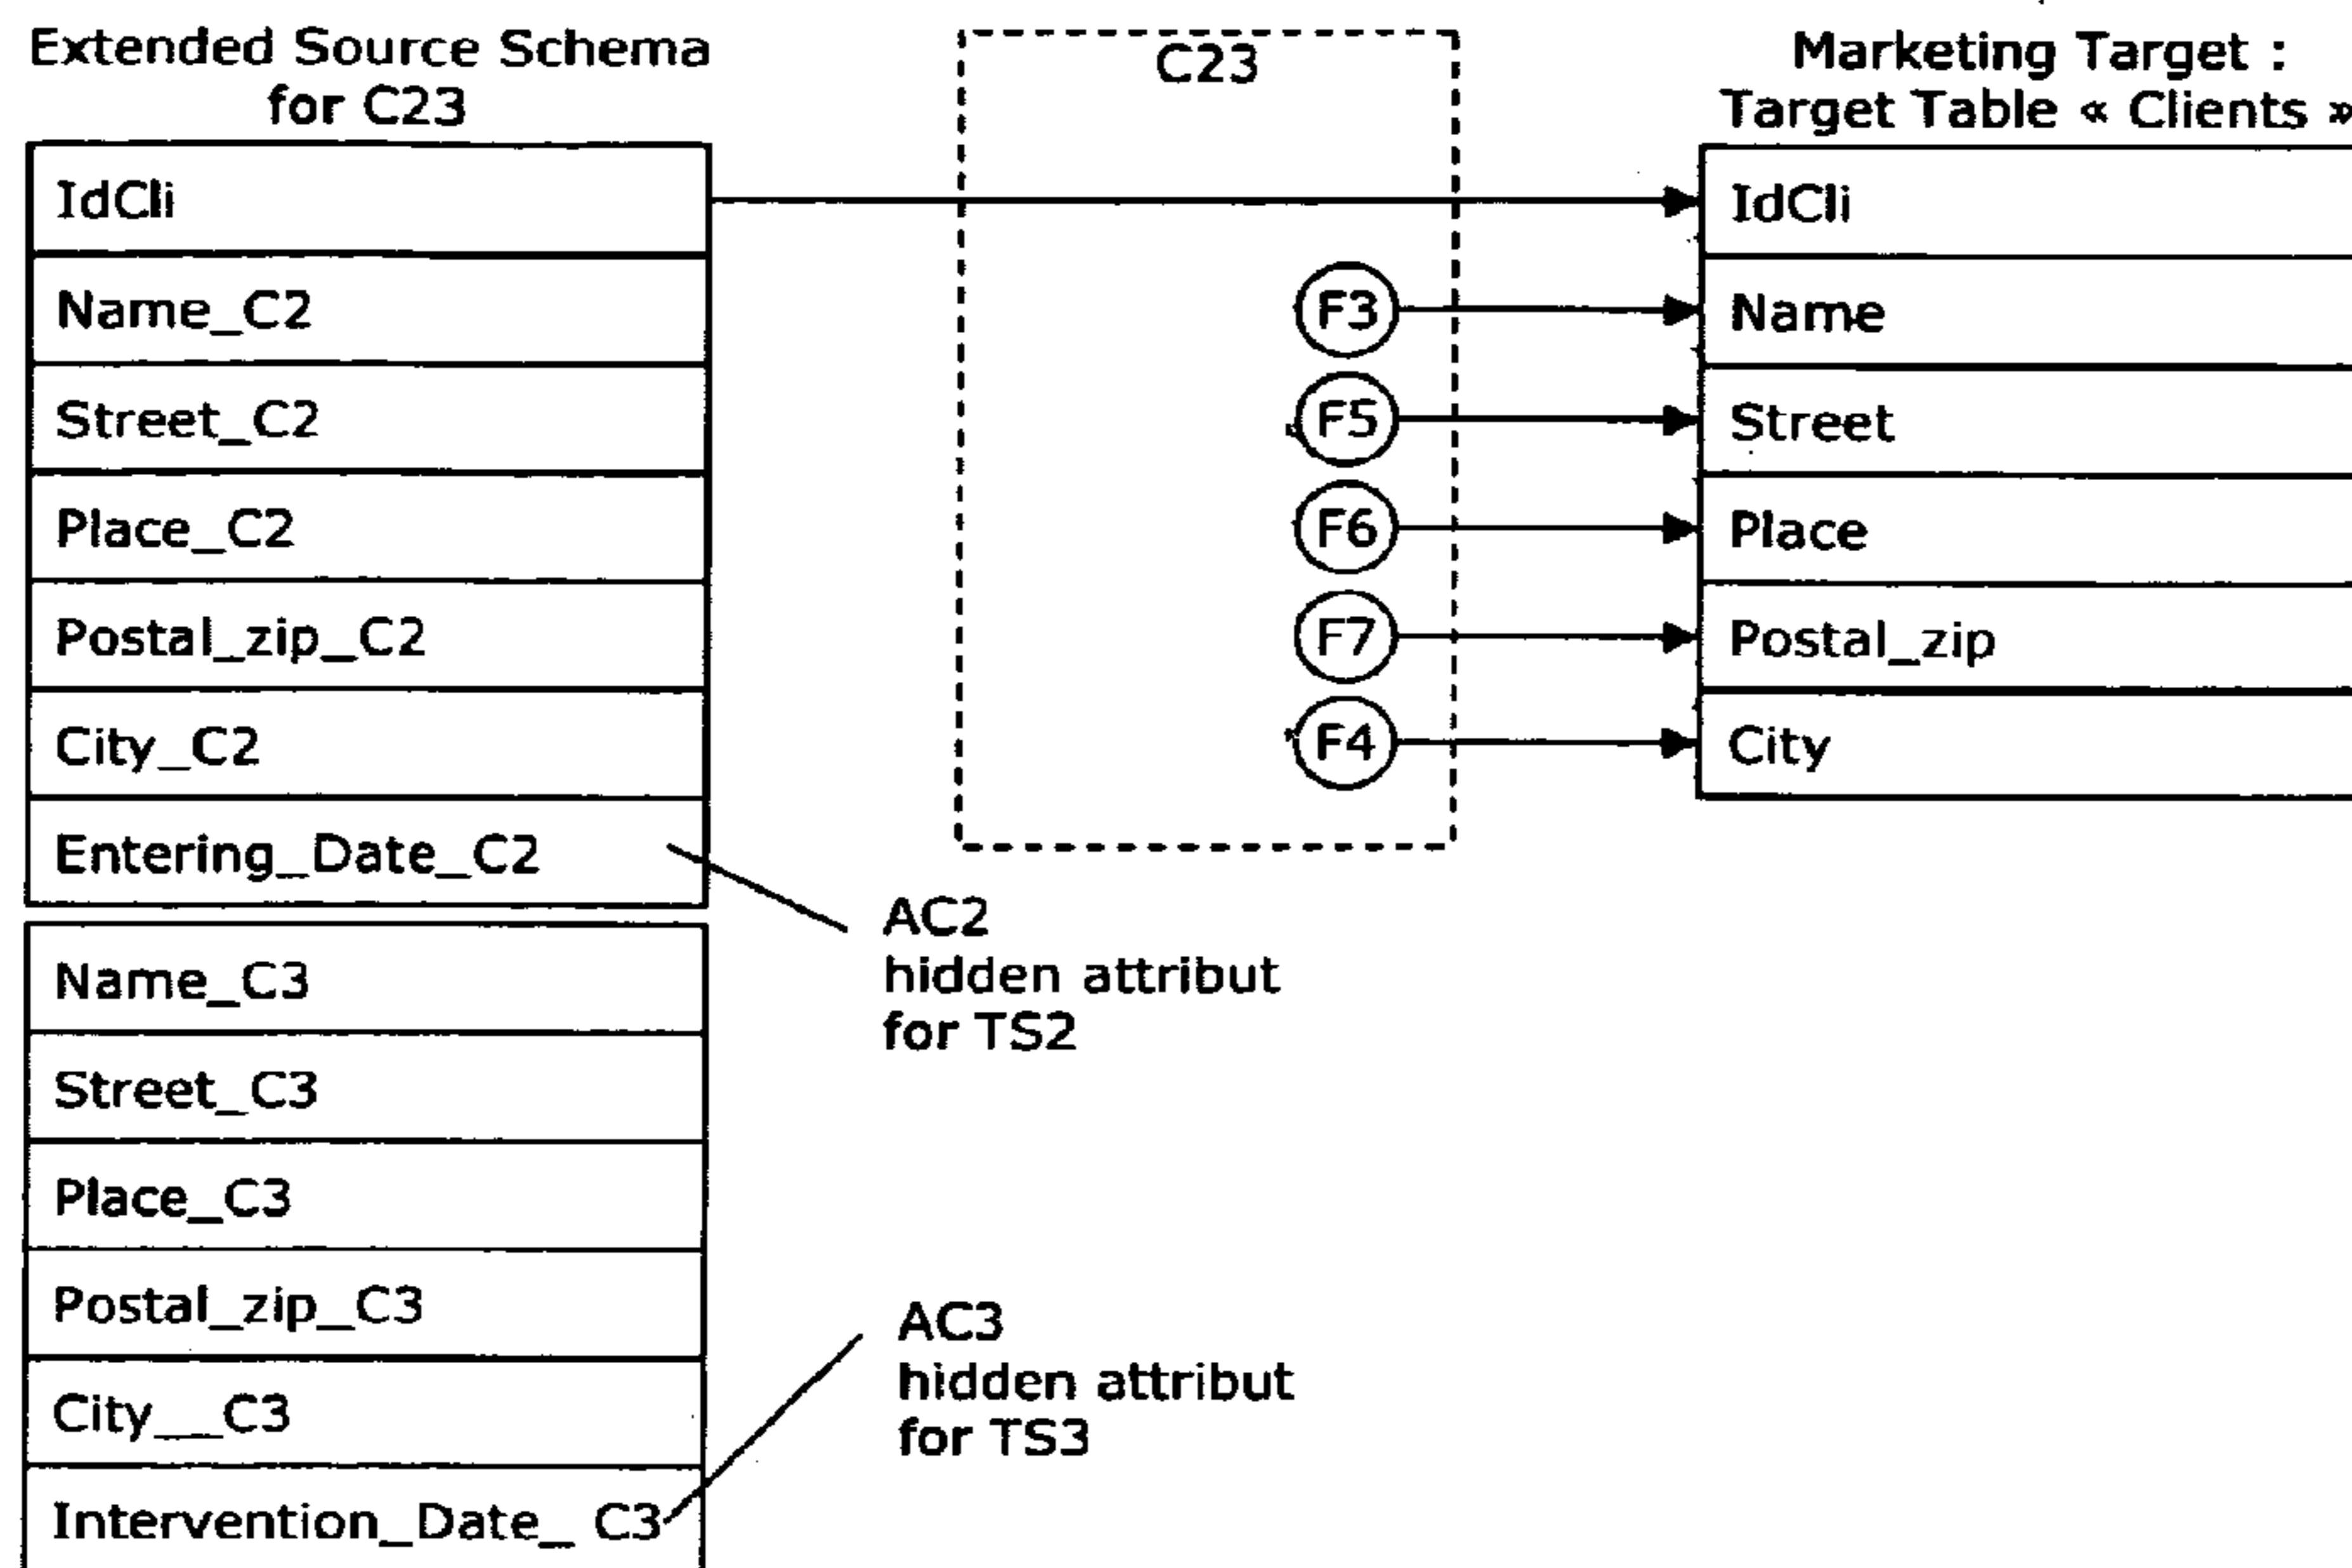 Extended Source Schema
for C23
IdCli
Name_C2
Street_C2
Place_C2
Postal_zip_C2
City_C2
Entering_Date_C2
Name_C3
Street_C3
Place_C3
Postal_zip_C3
City__C3
Intervention_Date_ C3
C23
F3
F5
F6
F7
F4
AC2
hidden attribut
for TS2
AC3
hidden attribut
for TS3
Marketing Target :
Target Table « Clients »
IdCli
Name
Street
Place
Postal_zip
City